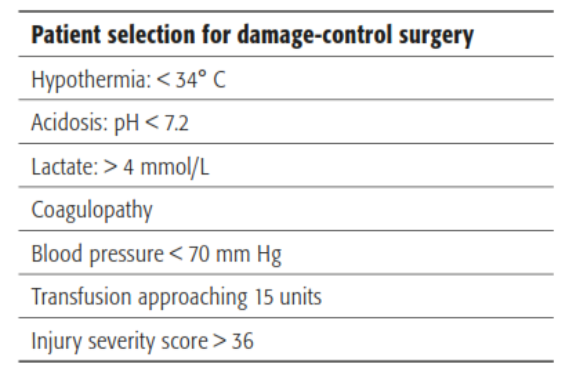 Patient selection for damage-control surgery
Hypothermia: < 34° C
Acidosis: pH < 7.2
Lactate: > 4 mmol/L
Coagulopathy
Blood pressure < 70 mm Hg
Transfusion approaching 15 units
Injury severity score > 36